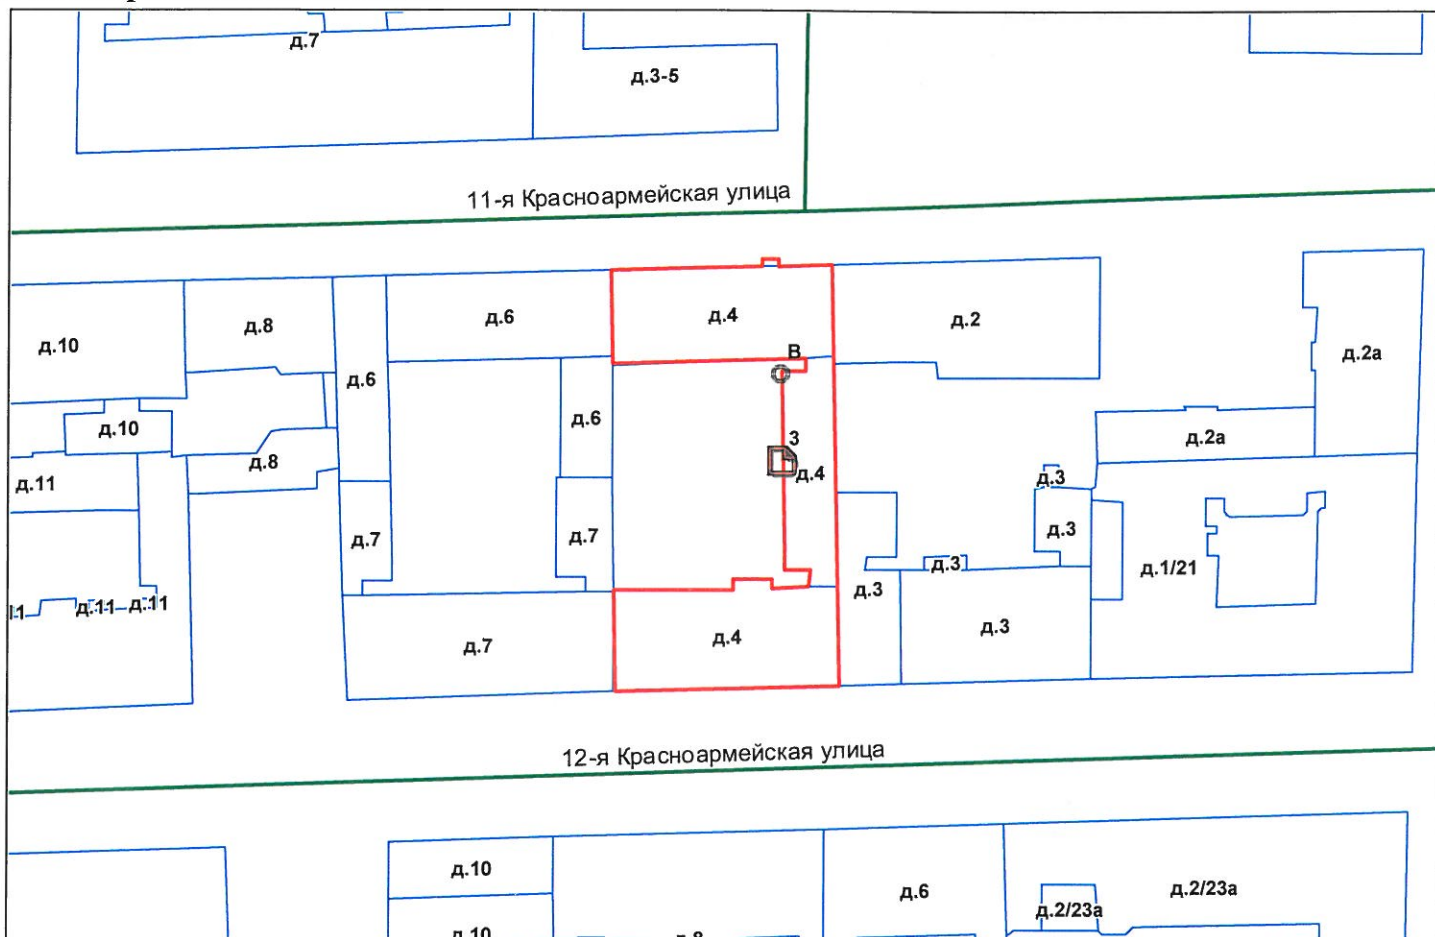 д.7
д.3-5
11-я Красноармейская улица
д.10
д.8
д.6
д.4
д.2
д.2а
д.6
В
д.10
д.6
д.2а
д.8
З
д.11
д.4
д.3
д.7
д.7
д.3
д.3
д.1/21
д.3
д.11
д.11
д.7
д.4
д.3
12-я Красноармейская улица
д.10
д.6
д.2/23а
д.2/23а
д.10
д.8